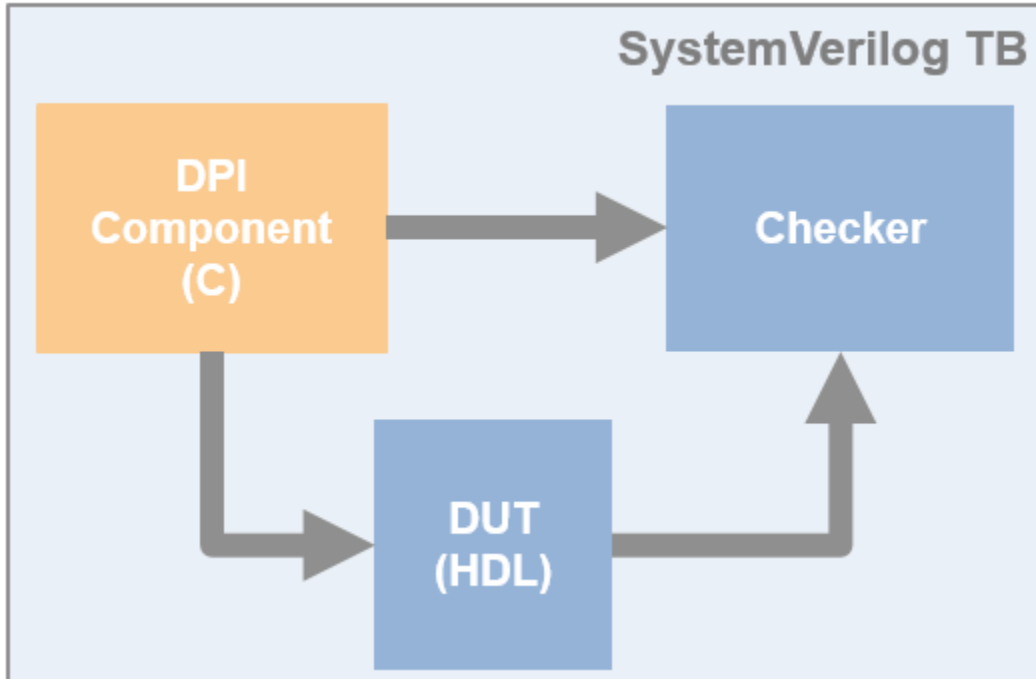 SystemVerilog TB
DPI
Component
(C)
Checker
DUT
(HDL)